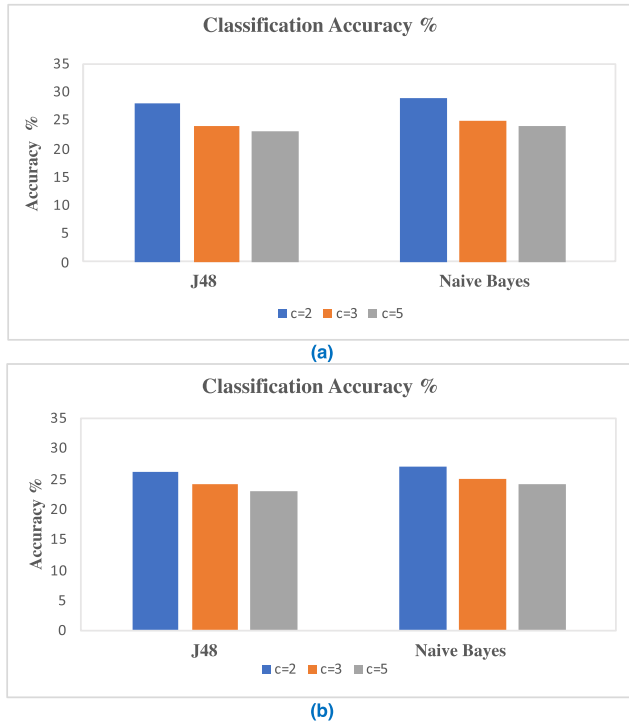 Classification Accuracy %
35
30
25
20
15
10
5
0
Accuracy %
J48 Naive Bayes
c=2 c=3 c=5
(a)
Classification Accuracy %
35
30
25
20
15
10
5
0
Accuracy %
J48 Naive Bayes
c=2 c=3 c=5
(b)